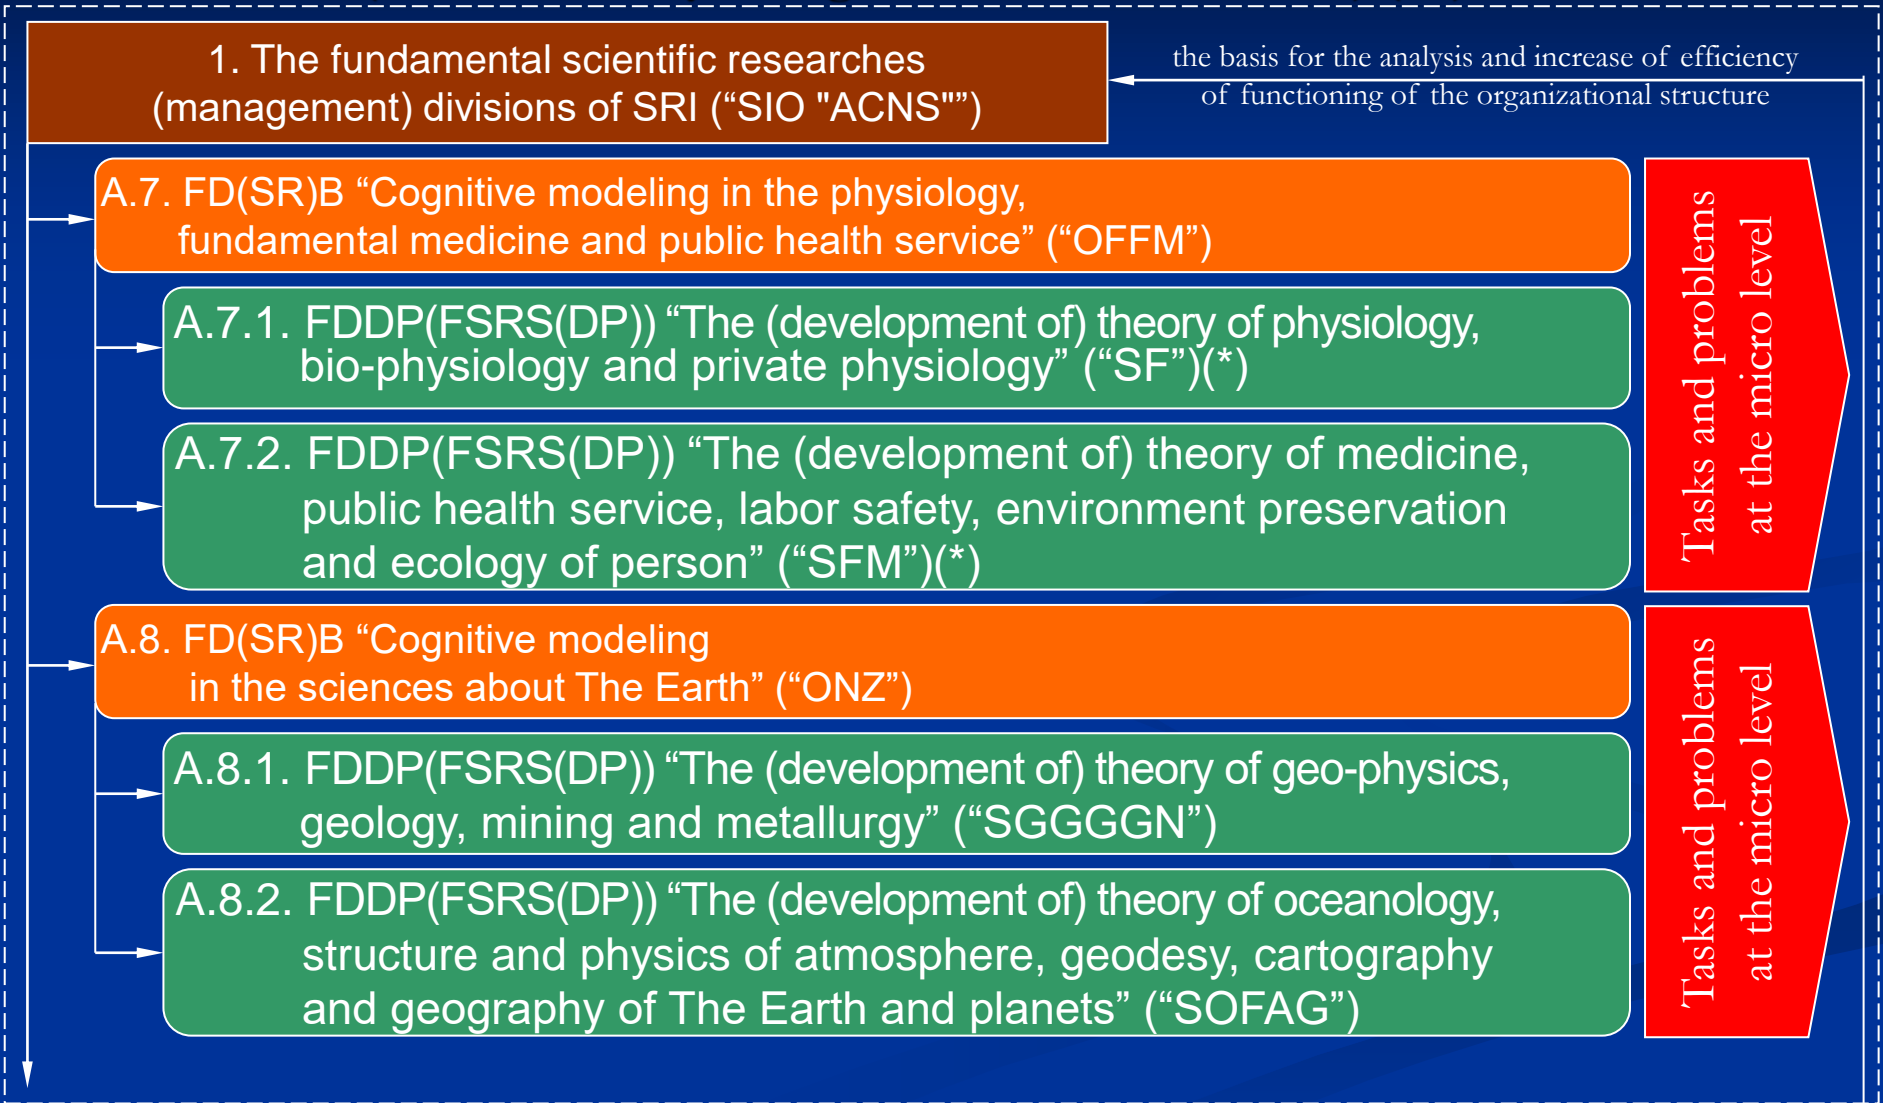 1. The fundamental scientific researches
(management) divisions of SRI (“SIO "ACNS"”)
the basis for the analysis and increase of efficiency
of functioning of the organizational structure
A.7. FD(SR)B “Cognitive modeling in the physiology,
fundamental medicine and public health service” (“OFFM”)
A.7.1. FDDP(FSRS(DP)) “The (development of) theory of physiology,
bio-physiology and private physiology” (“SF”)(*)
A.7.2. FDDP(FSRS(DP)) “The (development of) theory of medicine,
public health service, labor safety, environment preservation
and ecology of person” (“SFM”)(*)
Tasks and problems
at the micro level
A.8. FD(SR)B “Cognitive modeling
in the sciences about The Earth” (“ONZ”)
A.8.1. FDDP(FSRS(DP)) “The (development of) theory of geo-physics,
geology, mining and metallurgy” (“SGGGGN”)
A.8.2. FDDP(FSRS(DP)) “The (development of) theory of oceanology,
structure and physics of atmosphere, geodesy, cartography
and geography of The Earth and planets” (“SOFAG”)
Tasks and problems
at the micro level